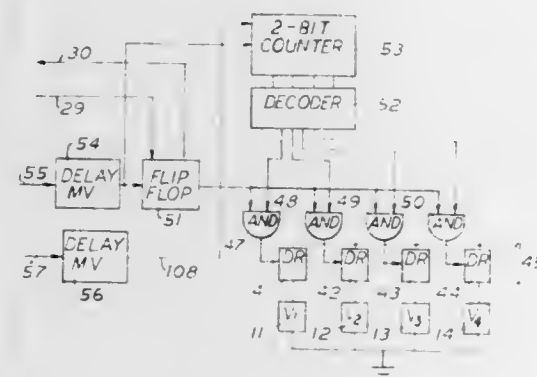 2-BIT
COUNTER
53
30
DECODER
52
29
54
55
DELAY
MV
FLIP
FLOP
51
48
49
50
AND
AND
AND
AND
47
DELAY
MV
57
56
108
DR
DR
DR
DR
45
4
42
43
44
V1
V2
V3
V4
11
12
13
14